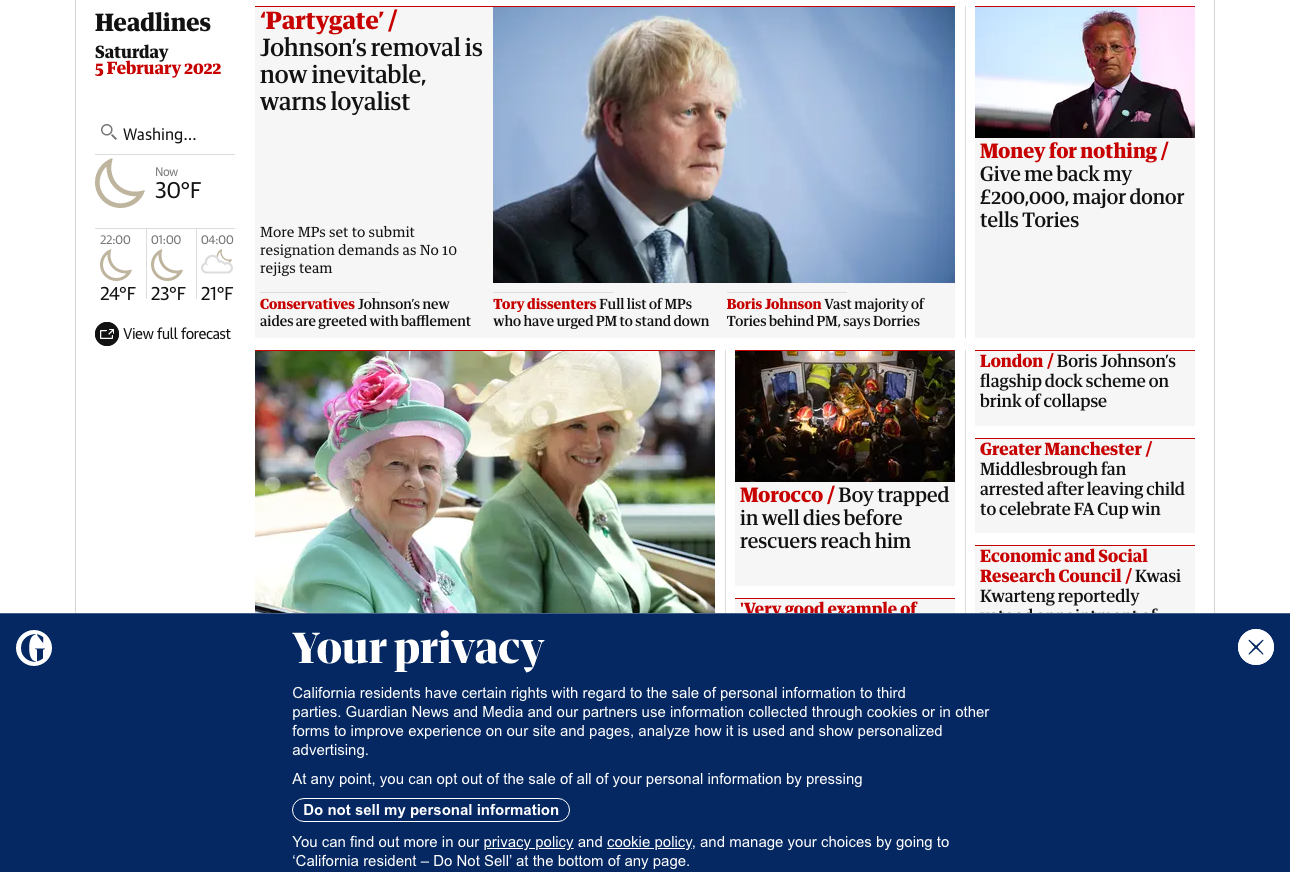 Headlines
Saturday
5 February 2022
Washing...
Now
30°F
22:00
24°F
01:00
23°F
04:00
21°F
View full forecast
‘Partygate’ /
Johnson’s removal is
now inevitable,
warns loyalist
More MPs set to submit
resignation demands as No 10
rejigs team
Conservatives Johnson’s new
aides are greeted with bafflement
Tory dissenters Full list of MPs
who have urged PM to stand down
Boris Johnson Vast majority of
Tories behind PM, says Dorries
Money for nothing /
Give me back my
£200,000, major donor
tells Tories
Morocco / Boy trapped
in well dies before
rescuers reach him
'Very good example of
London / Boris Johnson’s
flagship dock scheme on
brink of collapse
Greater Manchester /
Middlesbrough fan
arrested after leaving child
to celebrate FA Cup win
Economic and Social
Research Council / Kwasi
Kwarteng reportedly
Your privacy
California residents have certain rights with regard to the sale of personal information to third
parties. Guardian News and Media and our partners use information collected through cookies or in other
forms to improve experience on our site and pages, analyze how it is used and show personalized
advertising.
At any point, you can opt out of the sale of all of your personal information by pressing
Do not sell my personal information
You can find out more in our privacy policy and cookie policy, and manage your choices by going to
‘California resident – Do Not Sell’ at the bottom of any page.